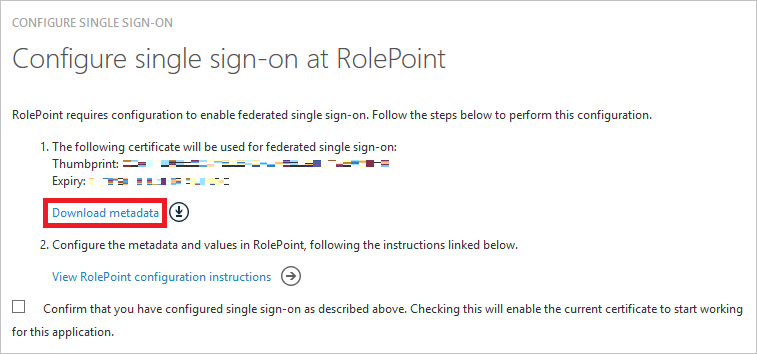 CONFIGURE SINGLE SIGN-ON
Configure single sign-on at RolePoint
RolePoint requires configuration to enable federated single sign-on. Follow the steps below to perform this configuration.
1. The following certificate will be used for federated single sign-on:
Thumbprint:
Expiry:
Download metadata
2. Configure the metadata and values in RolePoint, following the instructions linked below.
View RolePoint configuration instructions
Confirm that you have configured single sign-on as described above. Checking this will enable the current certificate to start working
for this application.